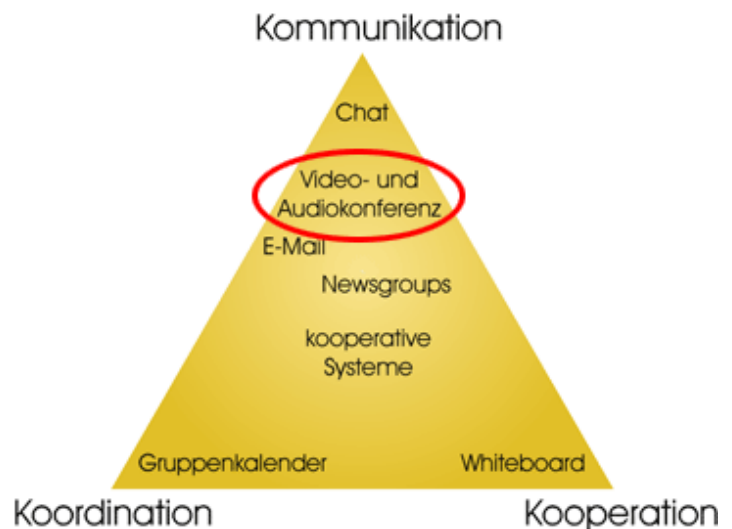 Kommunikation
Chat
Video- und
Audiokonferenz
E-Mail
Newsgroups
kooperative
Systeme
Gruppenkalender Whiteboard
Koordination Kooperation